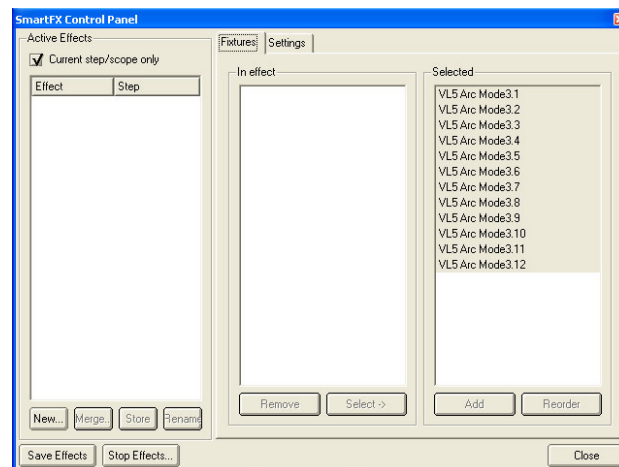 SmartFX Control Panel
Active Effects
Current step/scope only
Effect Step
New... Merge.. Store Rename
Save Effects Stop Effects...
Fixtures Settings
In effect
Remove Select ->
Selected
VL5 Arc Mode3.1
VL5 Arc Mode3.2
VL5 Arc Mode3.3
VL5 Arc Mode3.4
VL5 Arc Mode3.5
VL5 Arc Mode3.6
VL5 Arc Mode3.7
VL5 Arc Mode3.8
VL5 Arc Mode3.9
VL5 Arc Mode3.10
VL5 Arc Mode3.11
VL5 Arc Mode3.12
Add Reorder
Close